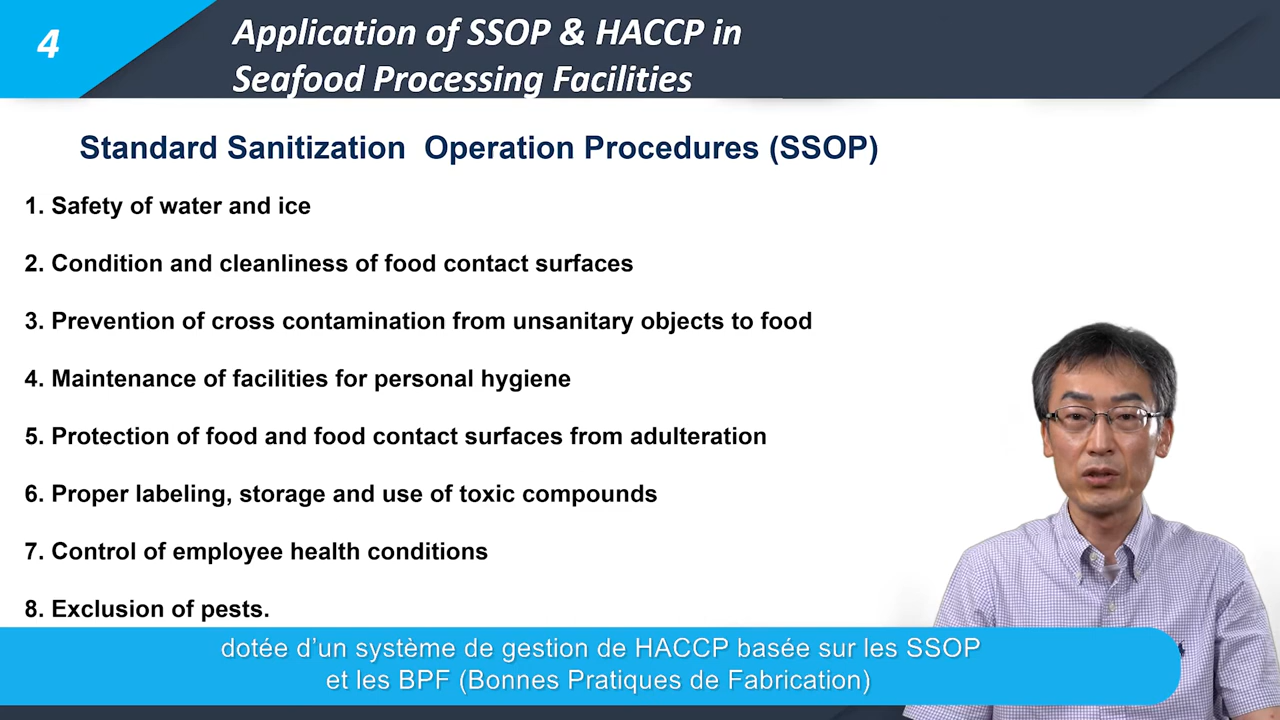 4
Application of SSOP & HACCP in
Seafood Processing Facilities
Standard Sanitization Operation Procedures (SSOP)
1. Safety of water and ice
2. Condition and cleanliness of food contact surfaces
3. Prevention of cross contamination from unsanitary objects to food
4. Maintenance of facilities for personal hygiene
5. Protection of food and food contact surfaces from adulteration
6. Proper labeling, storage and use of toxic compounds
7. Control of employee health conditions
8. Exclusion of pests.
dotée d’un système de gestion de HACCP basée sur les SSOP
et les BPF (Bonnes Pratiques de Fabrication)